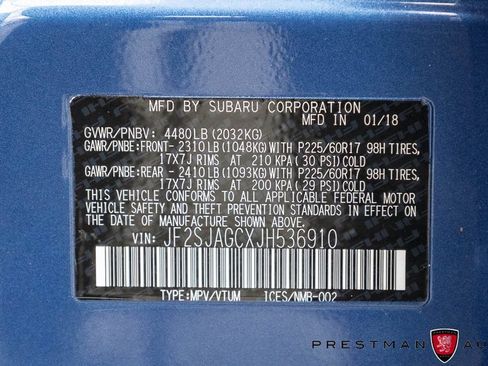 MFD BY SUBARU CORPORATION
MFD IN 01/18
GVWR/PNBV: 4480LB (2032KG)
GAWR/PNBE:FRONT- 2310LB (1048KG) WITH P225/60R17 98H TIRES,
17X7J RIMS AT 210 KPA (30 PSI) COLD
GAWR/PNBE:REAR - 2410LB (1093KG) WITH P225/60R17 98H TIRES,
17X7J RIMS AT 200 KPA (29 PSI) COLD
THIS VEHICLE CONFORMS TO ALL APPLICABLE FEDERAL MOTOR
VEHICLE SAFETY AND THEFT PREVENTION STANDARDS IN EFFECT
ON THE DATE OF MANUFACTURE SHOWN ABOVE.
VIN: JF2SJAGCXJH536910
TYPE:MPV/VTUM ICES/NMB-002
PRESTMAN AU